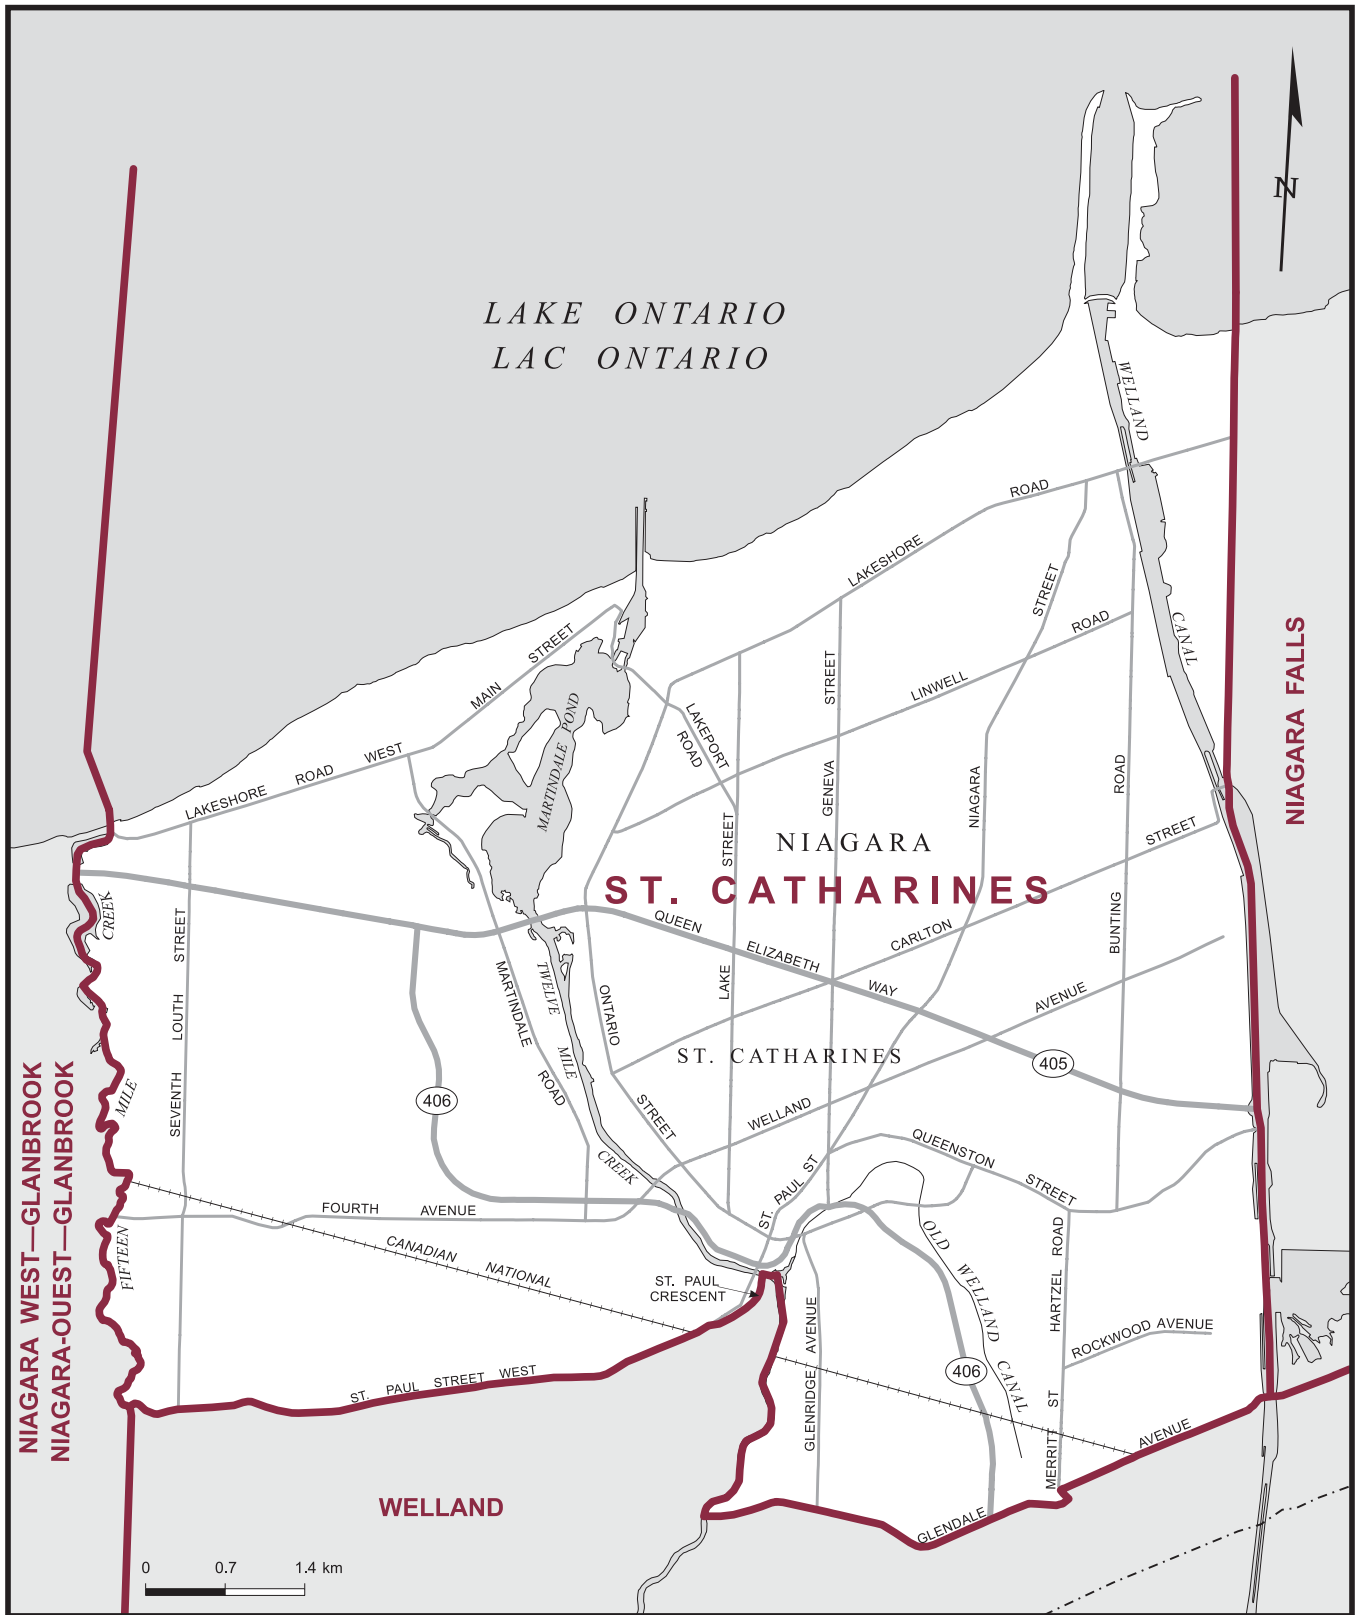 N
LAKE ONTARIO
LAC ONTARIO
WELLAND
CANAL
ROAD
LAKESHORE
STREET
ROAD
LINWELL
STREET
MAIN
STREET
LAKEPORT
ROAD
MARTINDALE POND
WEST
ROAD
LAKESHORE
GENEVA
NIAGARA
ROAD
STREET
STREET
NIAGARA FALLS
NIAGARA
ST. CATHARINES
CREEK
STREET
LOUTH
SEVENTH
QUEEN
ELIZABETH
WAY
CARLTON
BUNTING
LAKE
AVENUE
MARTINDALE
ROAD
TWELVE
MILE
CREEK
ONTARIO
STREET
ST. CATHARINES
405
406
MILE
FIFTEEN
WELLAND
QUEENSTON
STREET
ST. PAUL ST
FOURTH AVENUE
CANADIAN
NATIONAL
ST. PAUL
CRESCENT
OLD WELLAND CANAL
HARTZEL ROAD
ROCKWOOD AVENUE
GLENRIDGE AVENUE
406
MERRITT ST
ST. PAUL STREET WEST
AVENUE
GLENDALE
NIAGARA WEST—GLANBROOK
NIAGARA-OUEST—GLANBROOK
WELLAND
0 0.7 1.4 km